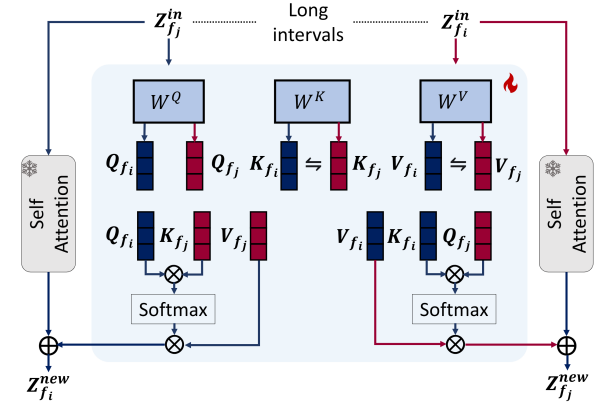 $Z_{f_j}^{in}$ Long intervals $Z_{f_i}^{in}$
$W^Q$ $W^K$ $W^V$
$Q_{f_i}$ $Q_{f_j}$ $K_{f_i}$ ⇋ $K_{f_j}$ $V_{f_i}$ ⇋ $V_{f_j}$
Self Attention
Self Attention
$Q_{f_i}$ $K_{f_j}$ $V_{f_j}$ $V_{f_i}$ $K_{f_i}$ $Q_{f_j}$
Softmax Softmax
$Z_{f_i}^{new}$ $Z_{f_j}^{new}$